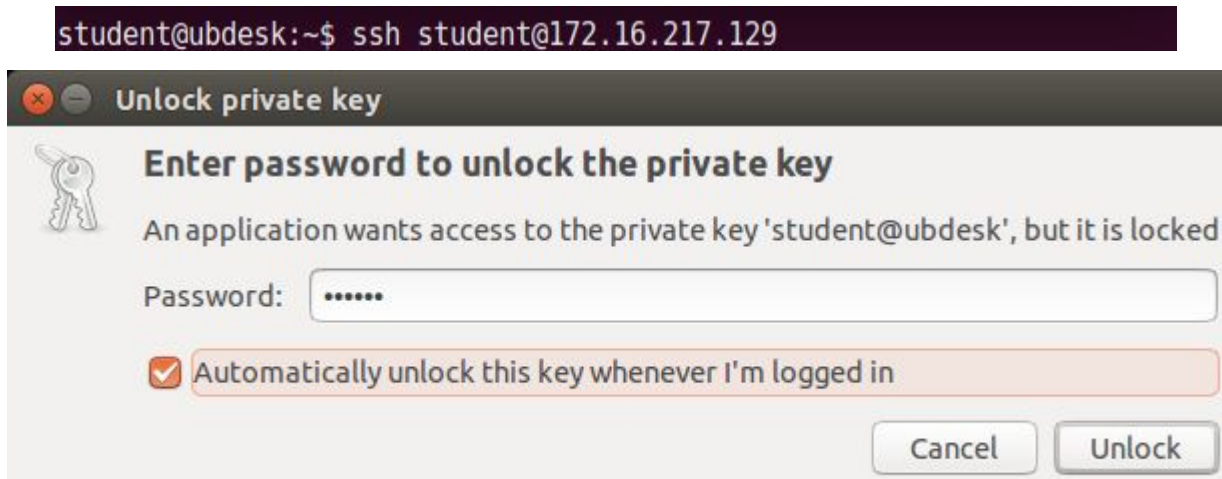 student@ubdesk:~$ ssh student@172.16.217.129
Unlock private key
Enter password to unlock the private key
An application wants access to the private key 'student@ubdesk', but it is locked
Password: ••••••
Automatically unlock this key whenever I'm logged in
Cancel Unlock